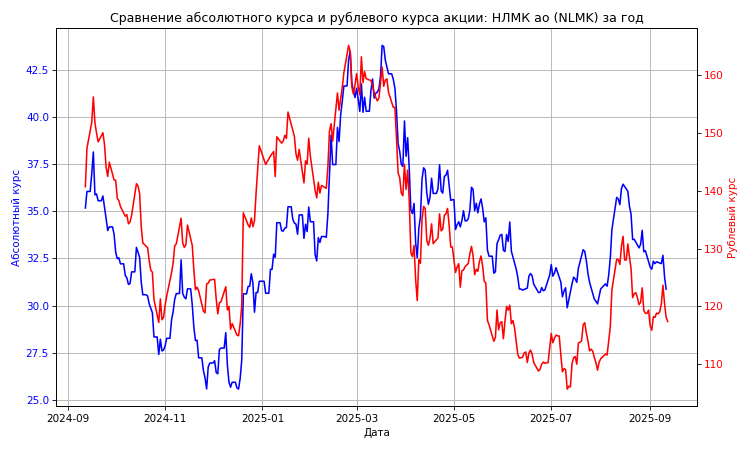 Сравнение абсолютного курса и рублевого курса акции: НЛМК ао (NLMK) за год
42.5
40.0
37.5
35.0
32.5
30.0
27.5
25.0
Абсолютный курс
160
150
140
130
120
110
Рублевый курс
2024-09 2024-11 2025-01 2025-03 2025-05 2025-07 2025-09
Дата